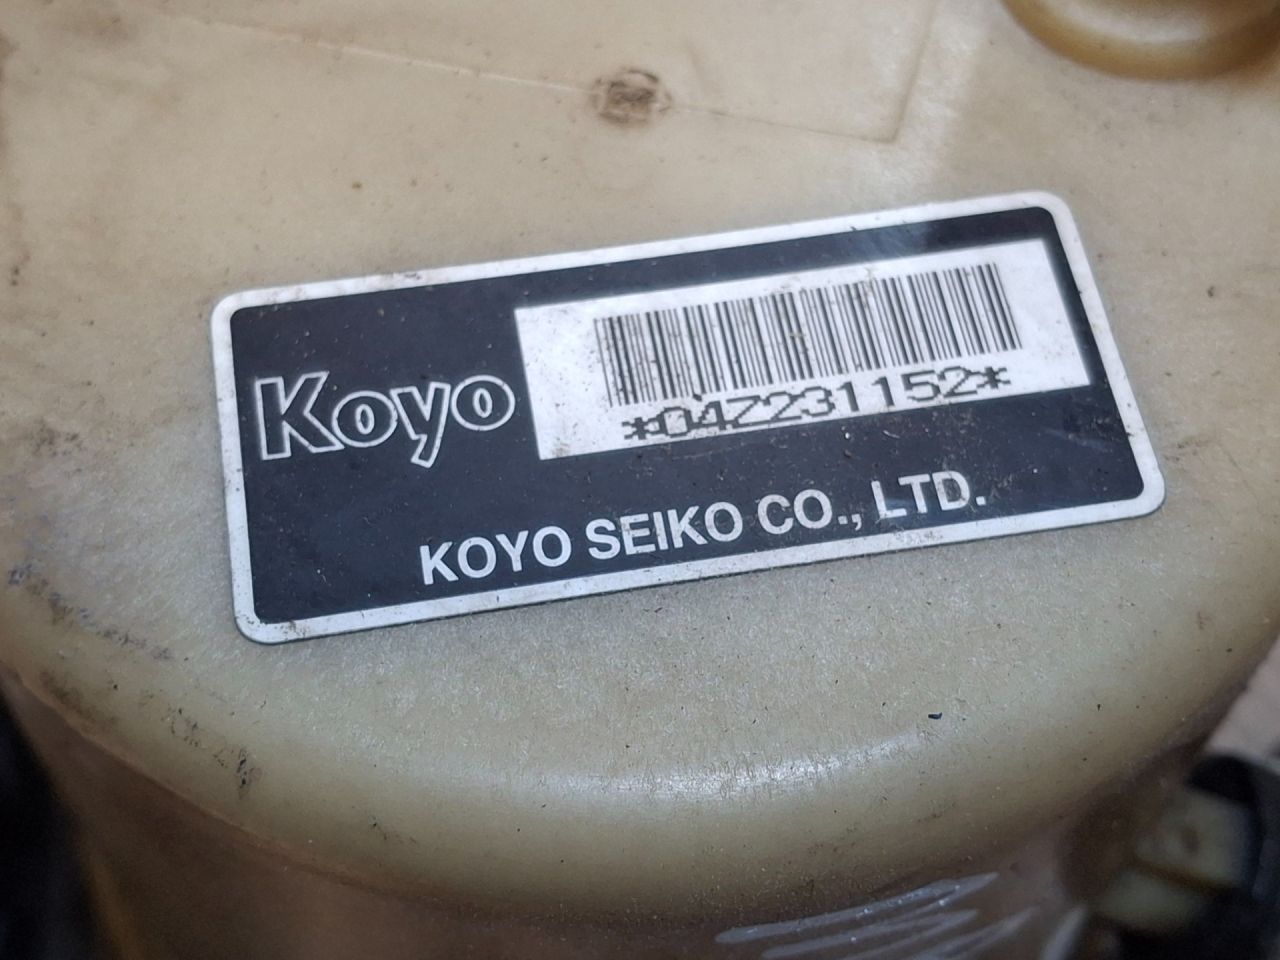 Koyo
*04Z231152*
KOYO SEIKO CO., LTD.